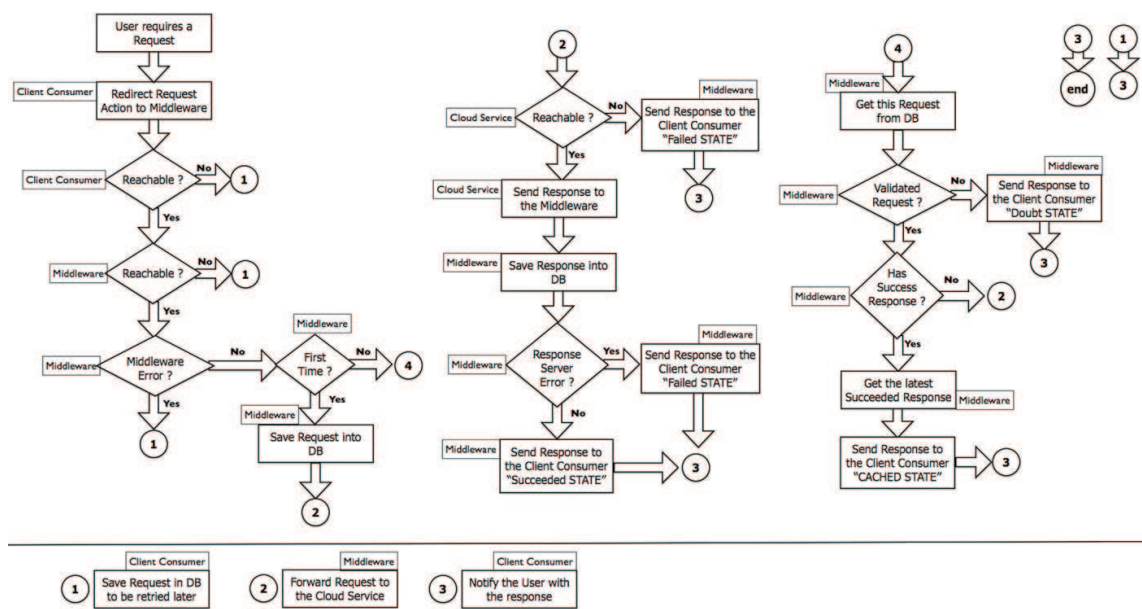 User requires a
Request
Client Consumer
Redirect Request
Action to Middleware
Client Consumer
Reachable ?
No
1
Yes
Middleware
Reachable ?
No
1
Yes
Middleware
Middleware
Error ?
No
Yes
1
Middleware
First
Time ?
No
4
Yes
Middleware
Save Request into
DB
2
2
Cloud Service
Reachable ?
No
Middleware
Send Response to the
Client Consumer
“Failed STATE”
3
Yes
Cloud Service
Send Response to
the Middleware
Middleware
Save Response into
DB
Middleware
Response
Server
Error ?
Yes
Middleware
Send Response to the
Client Consumer
“Failed STATE”
No
Middleware
Send Response to
the Client Consumer
“Succeeded STATE”
3
4
Middleware
Get this Request
from DB
Middleware
Validated
Request ?
No
Middleware
Send Response to
the Client Consumer
“Doubt STATE”
3
Yes
Middleware
Has
Success
Response ?
No
2
Yes
Get the latest
Succeeded Response
Middleware
Send Response to
the Client Consumer
“CACHED STATE”
3
3
end
1
3
Client Consumer
1
Save Request in DB
to be retried later
Middleware
2
Forward Request to
the Cloud Service
Client Consumer
3
Notify the User with
the response